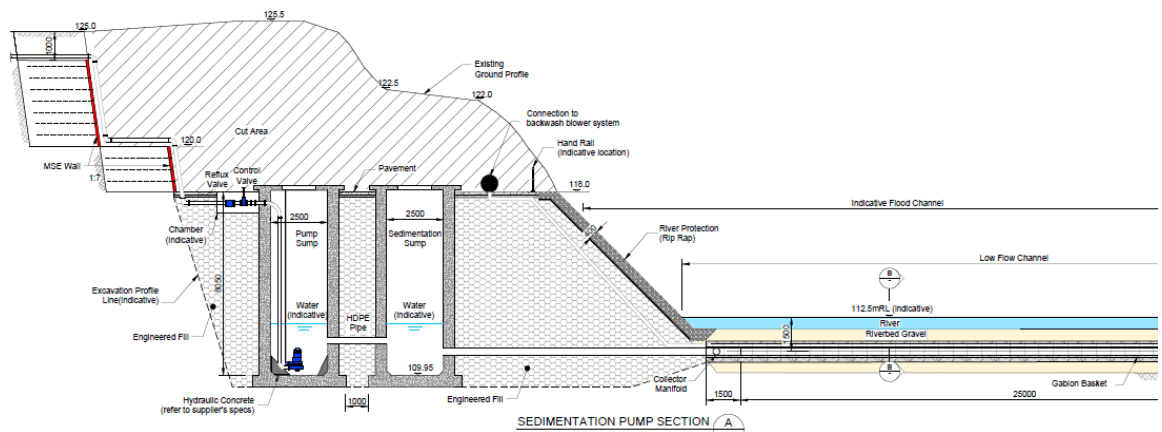 125.5
125.0
1000
Existing
Ground Profile
122.5
122.0
Connection to
backwash blower system
Cut Area
120.0
Hand Rail
(Indicative location)
MSE Wall
1:7
Reflux
Valve
Control
Valve
Pavement
118.0
Indicative Flood Channel
Chamber
(Indicative)
2500
2500
Pump
Sump
Sedimentation
Sump
400
River Protection
(Rip Rap)
Low Flow Channel
B
Excavation Profile
Line(Indicative)
8050
Water
(Indicative)
HDPE
Pipe
Water
(Indicative)
112.5mRL (Indicative)
River
Riverbed Gravel
1500
Engineered Fill
109.95
B
Collector
Manifold
Gabion Basket
Hydraulic Concrete
(refer to supplier's specs)
1000
Engineered Fill
1500
25000
SEDIMENTATION PUMP SECTION A